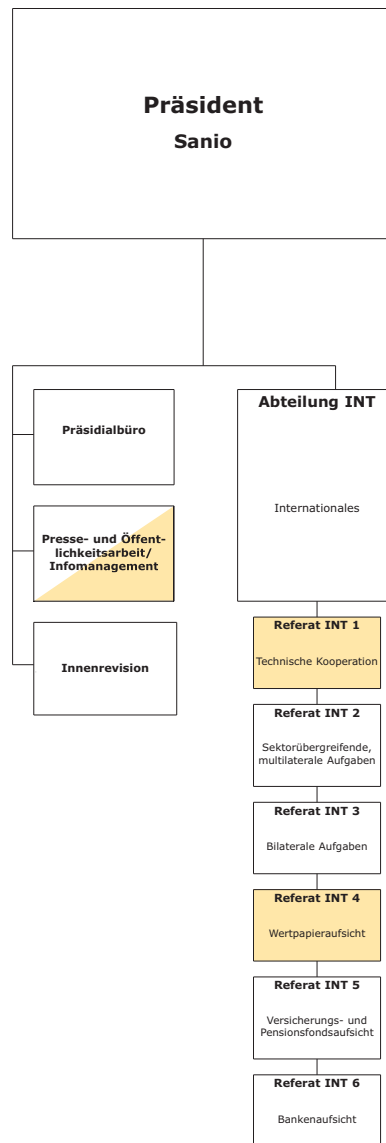 Präsident
Sanio
Präsidialbüro
Presse- und Öffent-
lichkeitsarbeit/
Infomanagement
Innenrevision
Abteilung INT
Internationales
Referat INT 1
Technische Kooperation
Referat INT 2
Sektorübergreifende,
multilaterale Aufgaben
Referat INT 3
Bilaterale Aufgaben
Referat INT 4
Wertpapieraufsicht
Referat INT 5
Versicherungs- und
Pensionsfondsaufsicht
Referat INT 6
Bankenaufsicht